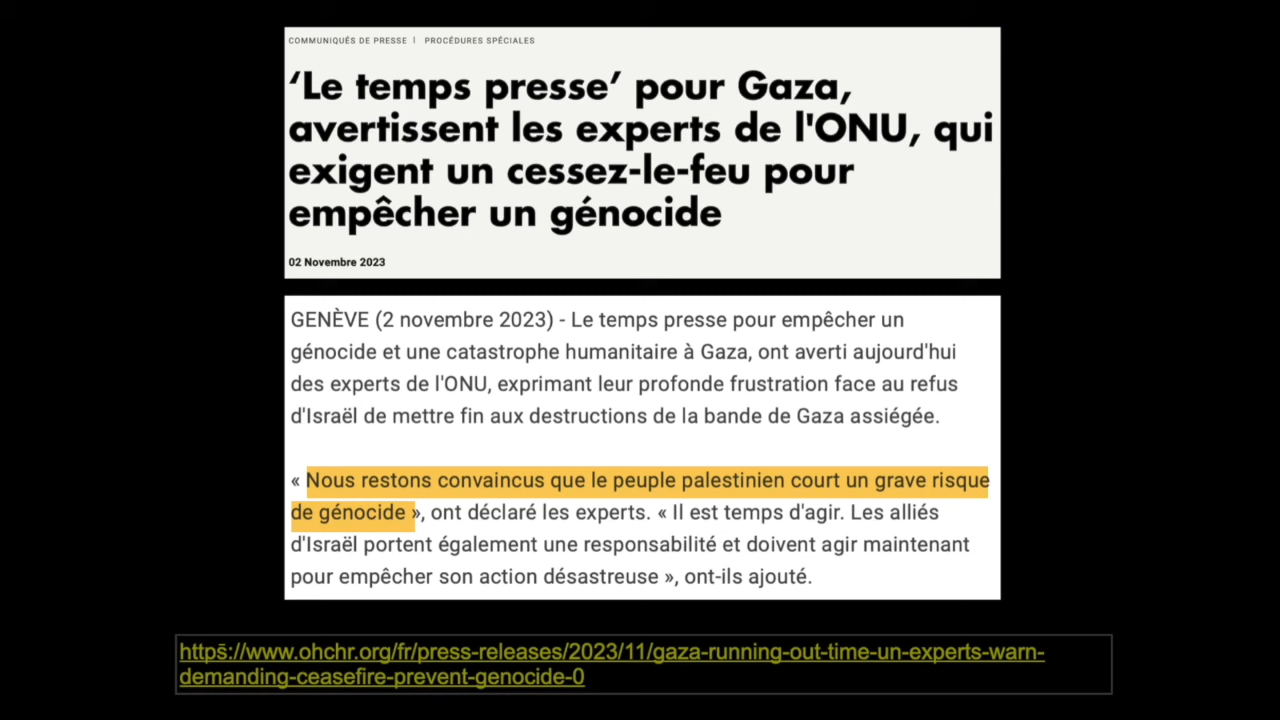 COMMUNIQUÉS DE PRESSE | PROCÉDURES SPÉCIALES
‘Le temps presse’ pour Gaza,
avertissent les experts de l'ONU, qui
exigent un cessez-le-feu pour
empêcher un génocide
02 Novembre 2023
GENÈVE (2 novembre 2023) - Le temps presse pour empêcher un
génocide et une catastrophe humanitaire à Gaza, ont averti aujourd'hui
des experts de l'ONU, exprimant leur profonde frustration face au refus
d'Israël de mettre fin aux destructions de la bande de Gaza assiégée.
« Nous restons convaincus que le peuple palestinien court un grave risque
de génocide », ont déclaré les experts. « Il est temps d'agir. Les alliés
d'Israël portent également une responsabilité et doivent agir maintenant
pour empêcher son action désastreuse », ont-ils ajouté.
https://www.ohchr.org/fr/press-releases/2023/11/gaza-running-out-time-un-experts-warn-
demanding-ceasefire-prevent-genocide-0